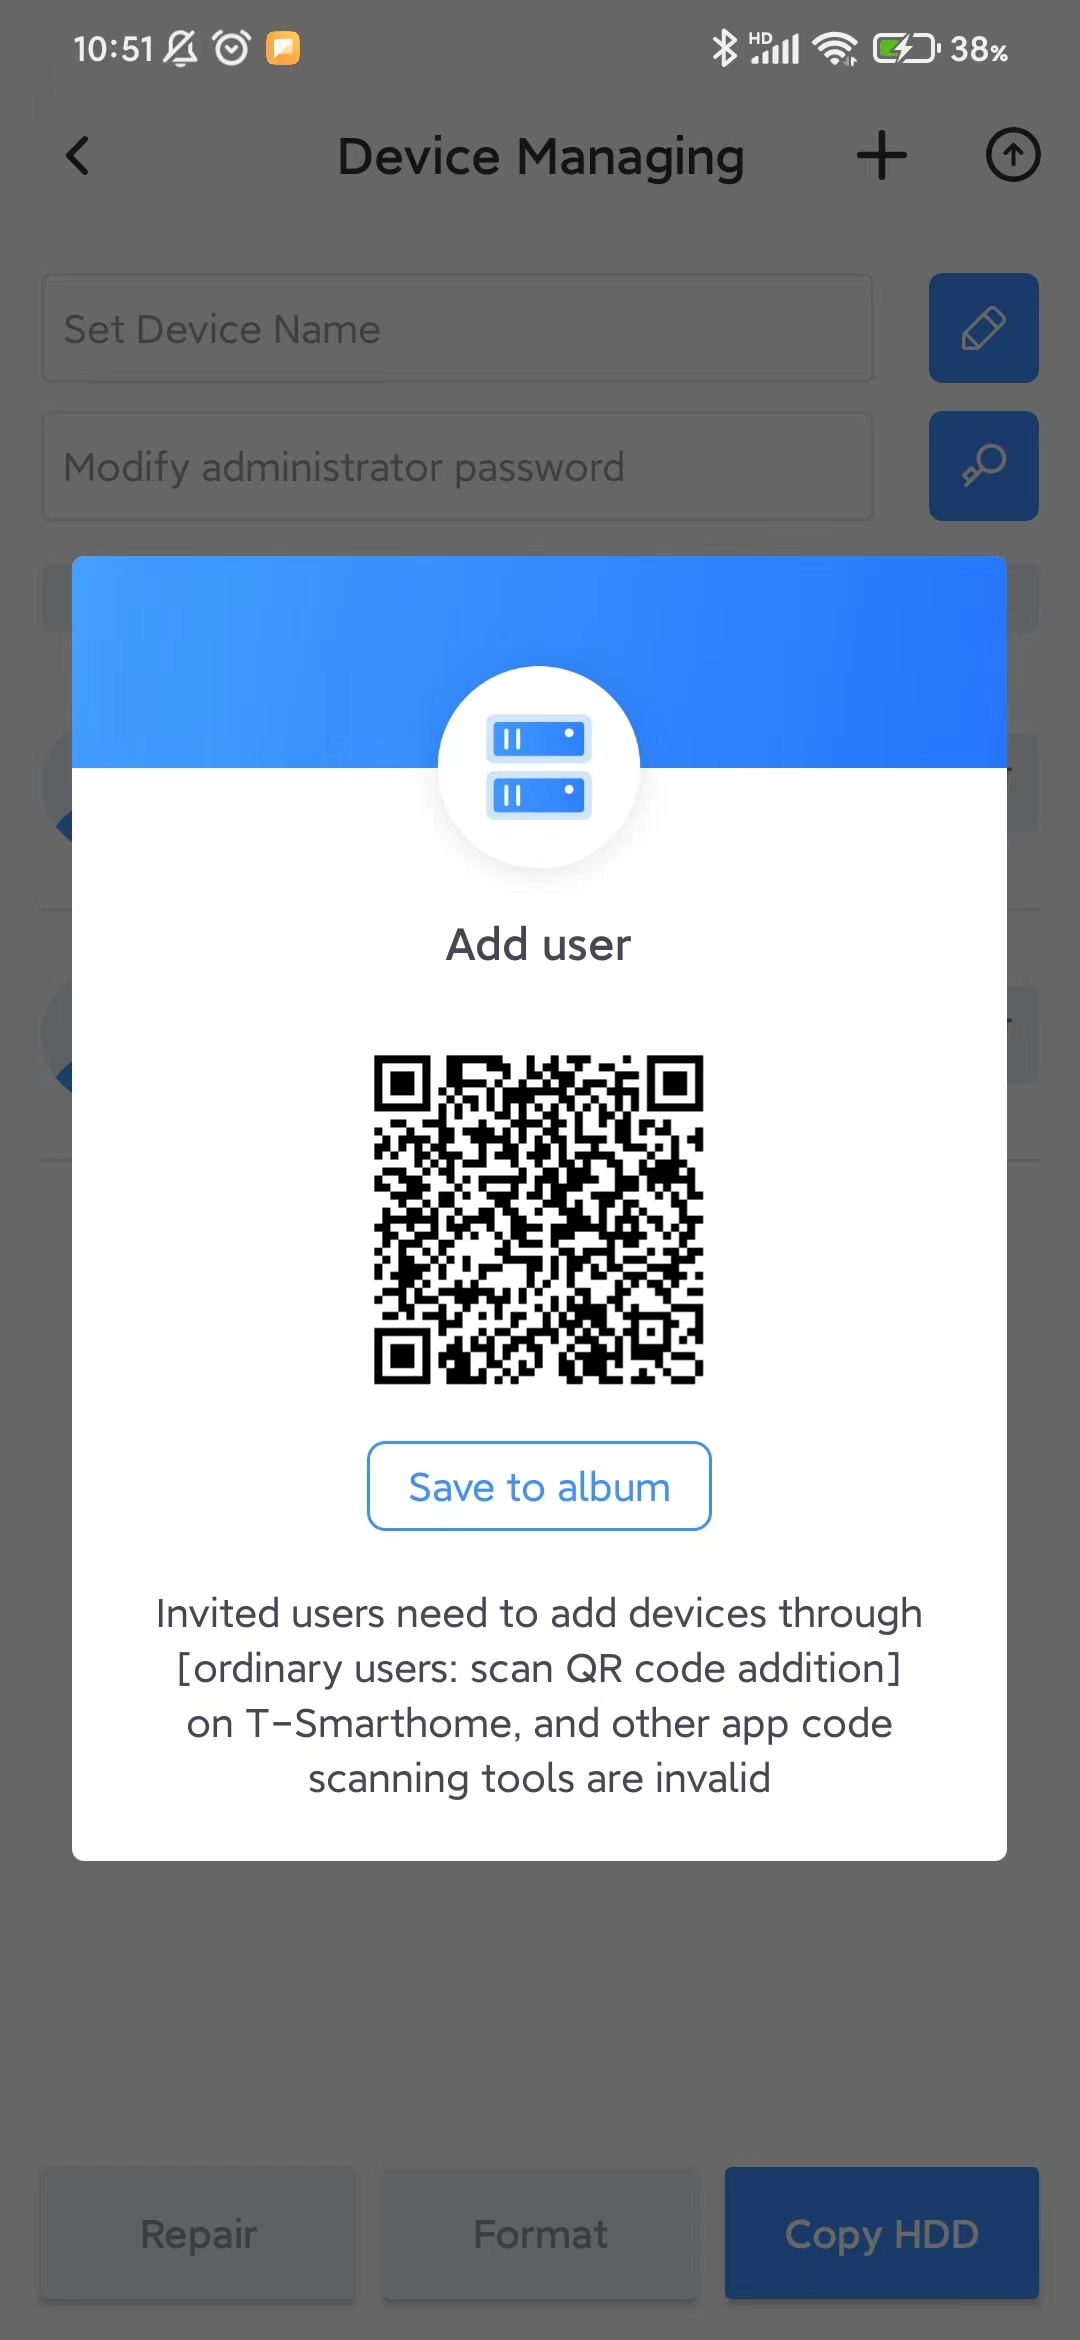 10:51
HD
38%
Device Managing
Set Device Name
Modify administrator password
Add user
Save to album
Invited users need to add devices through
[ordinary users: scan QR code addition]
on T-Smarthome, and other app code
scanning tools are invalid
Repair
Format
Copy HDD